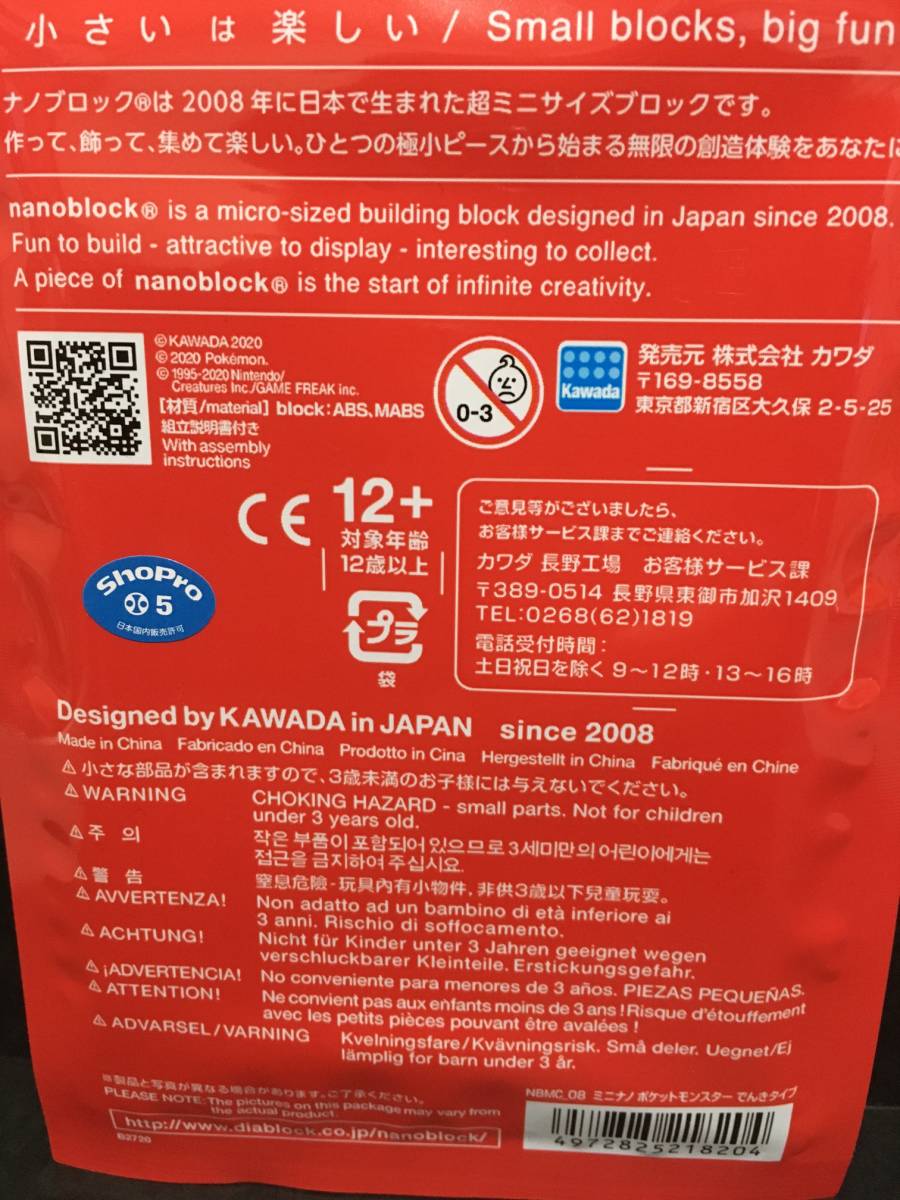 小さいは楽しい / Small blocks, big fun
ナノブロック®は2008年に日本で生まれた超ミニサイズブロックです。
作って、飾って、集めて楽しい。ひとつの極小ピースから始まる無限の創造体験をあなたに
nanoblock® is a micro-sized building block designed in Japan since 2008.
Fun to build - attractive to display - interesting to collect.
A piece of nanoblock® is the start of infinite creativity.
© KAWADA 2020
© 2020 Pokémon.
© 1995-2020 Nintendo/
Creatures Inc./GAME FREAK inc.
[材質/material] block:ABS、MABS
組立説明書付き
With assembly
instructions
0-3
Kawada
発売元 株式会社 カワダ
〒169-8558
東京都新宿区大久保 2-5-25
CE
12+
対象年齢
12歳以上
プラ
袋
ShoPro
5
日本国内販売許可
ご意見等がございましたら、
お客様サービス課までご連絡ください。
カワダ 長野工場 お客様サービス課
〒389-0514 長野県東御市加沢1409
TEL:0268(62)1819
電話受付時間:
土日祝日を除く 9～12時・13～16時
Designed by KAWADA in JAPAN since 2008
Made in China Fabricado en China Prodotto in Cina Hergestellt in China Fabriqué en Chine
⚠小さな部品が含まれますので、3歳未満のお子様には与えないでください。
⚠WARNING CHOKING HAZARD - small parts. Not for children
under 3 years old.
⚠주 의 작은 부품이 포함되어 있으므로 3세미만의 어린이에게는
접근을 금지하여 주십시요.
⚠警 告 窒息危險-玩具內有小物件. 非供3歲以下兒童玩耍。
⚠AVVERTENZA! Non adatto ad un bambino di età inferiore ai
3 anni. Rischio di soffocamento.
⚠ACHTUNG! Nicht für Kinder unter 3 Jahren geeignet wegen
verschluckbarer Kleinteile. Erstickungsgefahr.
⚠¡ADVERTENCIA! No conveniente para menores de 3 años. PIEZAS PEQUEÑAS.
⚠ATTENTION! Ne convient pas aux enfants moins de 3 ans ! Risque d'étouffement
avec les petits pièces pouvant être avalées !
⚠ADVARSEL/VARNING Kvelningsfare/Kvävningsrisk. Små deler. Uegnet/Ej
lämplig for barn under 3 år.
※製品と写真が異なる場合があります。ご了承ください。
PLEASE NOTE:The pictures on this package may vary from
the actual product.
http://www.diablock.co.jp/nanoblock/
B2720
NBMC_08 ミニナノ ポケットモンスター でんきタイプ
4972825218204